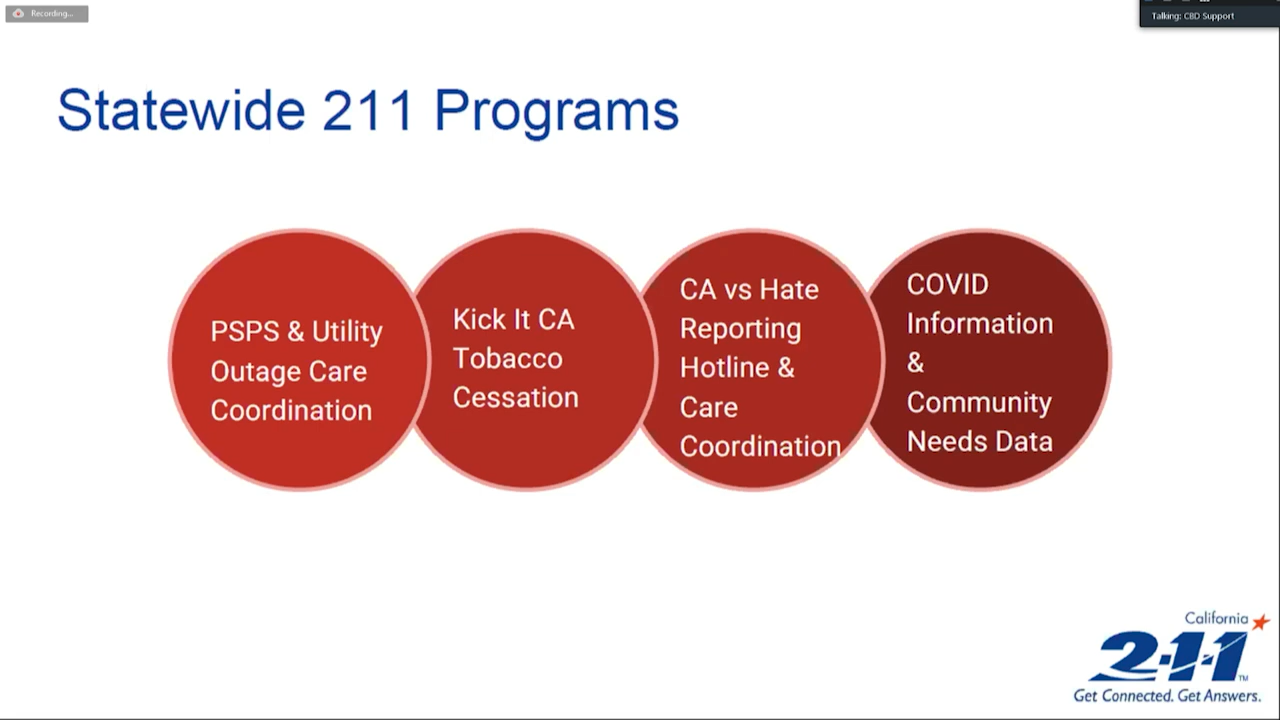 Recording...
Talking: CBD Support
Statewide 211 Programs
PSPS & Utility
Outage Care
Coordination
Kick It CA
Tobacco
Cessation
CA vs Hate
Reporting
Hotline &
Care
Coordination
COVID
Information
&
Community
Needs Data
California
2-1-1
TM
Get Connected. Get Answers.